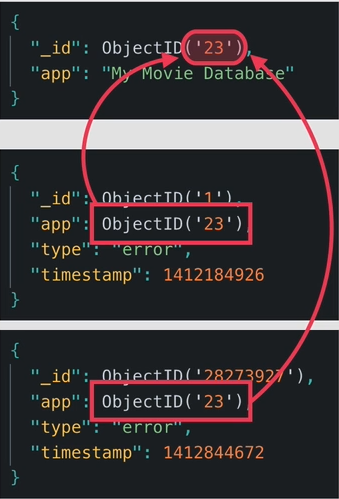 {
"_id": ObjectID('23'),
"app": "My Movie Database"
}
{
"_id": ObjectID('1'),
"app": ObjectID('23'),
"type": "error",
"timestamp": 1412184926
}
{
"_id": ObjectID('28273927'),
"app": ObjectID('23'),
"type": "error",
"timestamp": 1412844672
}